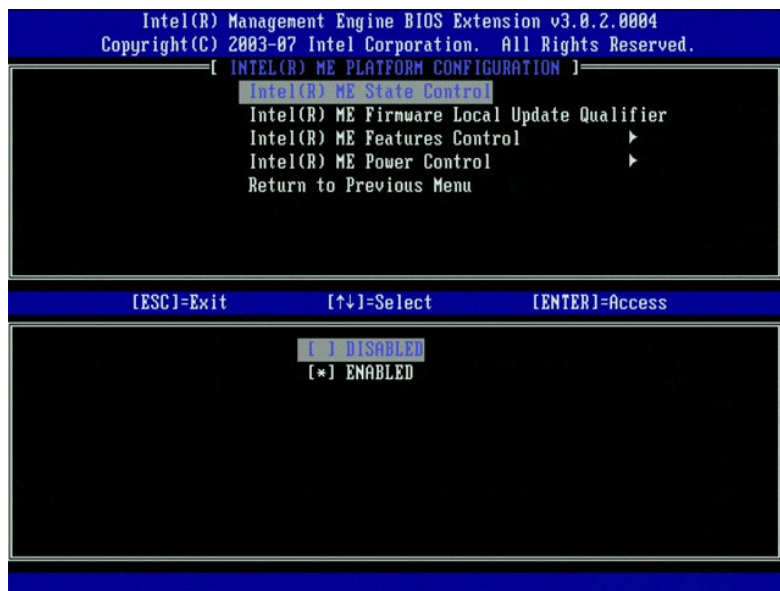 Intel(R) Management Engine BIOS Extension v3.0.2.0004
Copyright(C) 2003-07 Intel Corporation. All Rights Reserved.
[ INTEL(R) ME PLATFORM CONFIGURATION ]
Intel(R) ME State Control
Intel(R) ME Firmware Local Update Qualifier
Intel(R) ME Features Control ►
Intel(R) ME Power Control ►
Return to Previous Menu
[ESC]=Exit [↑↓]=Select [ENTER]=Access
[ ] DISABLED
[*] ENABLED